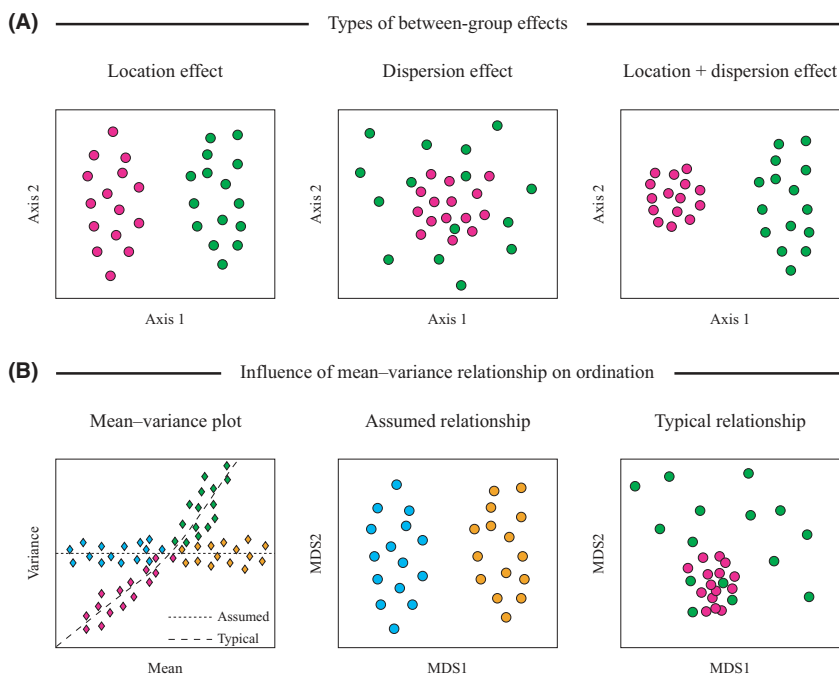 (A)
Types of between-group effects
Location effect
Dispersion effect
Location + dispersion effect
Axis 2
Axis 2
Axis 2
Axis 1
Axis 1
Axis 1
(B)
Influence of mean–variance relationship on ordination
Mean–variance plot
Assumed relationship
Typical relationship
Variance
MDS2
MDS2
Assumed
Typical
Mean
MDS1
MDS1